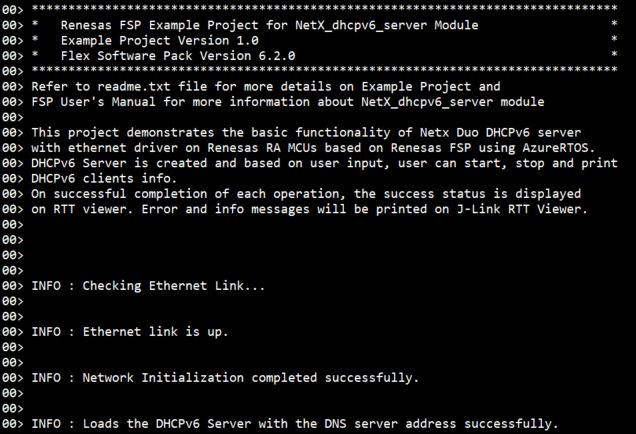 00> *******************************************************************************
00> *   Renesas FSP Example Project for NetX_dhcpv6_server Module                  *
00> *   Example Project Version 1.0                                                *
00> *   Flex Software Pack Version 6.2.0                                           *
00> *******************************************************************************
00> Refer to readme.txt file for more details on Example Project and
00> FSP User's Manual for more information about NetX_dhcpv6_server module
00>
00> This project demonstrates the basic functionality of Netx Duo DHCPv6 server
00> with ethernet driver on Renesas RA MCUs based on Renesas FSP using AzureRTOS.
00> DHCPv6 Server is created and based on user input, user can start, stop and print
00> DHCPv6 clients info.
00> On successful completion of each operation, the success status is displayed
00> on RTT viewer. Error and info messages will be printed on J-Link RTT Viewer.
00>
00>
00>
00>
00> INFO : Checking Ethernet Link...
00>
00>
00> INFO : Ethernet link is up.
00>
00>
00> INFO : Network Initialization completed successfully.
00>
00>
00> INFO : Loads the DHCPv6 Server with the DNS server address successfully.